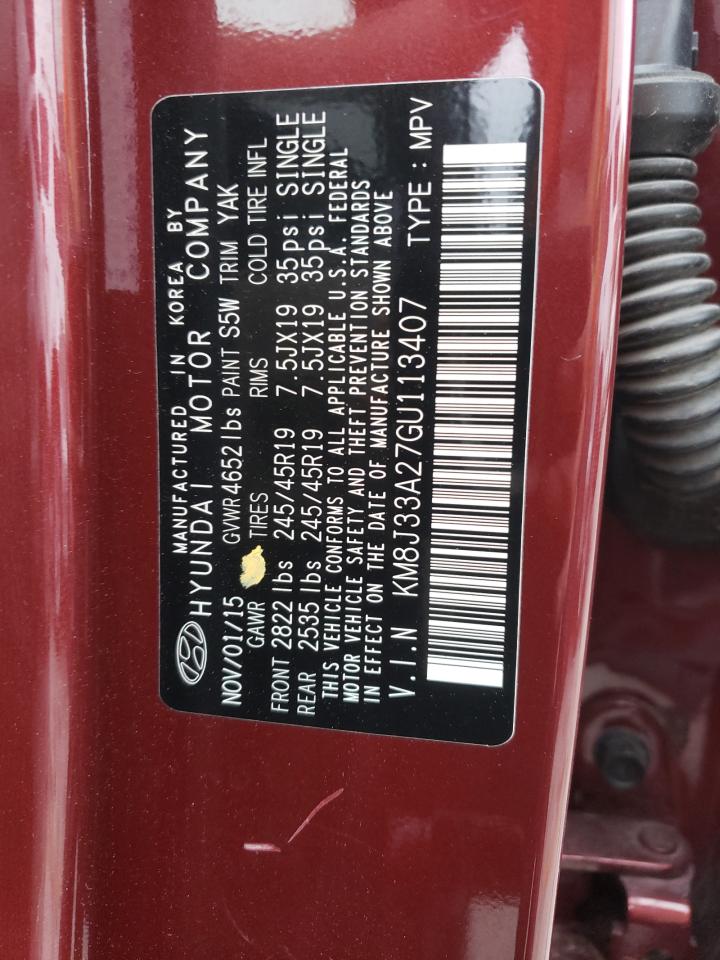 MANUFACTURED IN KOREA BY
HYUNDAI MOTOR COMPANY
NOV/01/15 GVWR 4652 lbs PAINT S5W TRIM YAK
GAWR TIRES RIMS COLD TIRE INFL
FRONT 2822 lbs 245/45R19 7.5JX19 35psi SINGLE
REAR 2535 lbs 245/45R19 7.5JX19 35psi SINGLE
THIS VEHICLE CONFORMS TO ALL APPLICABLE U.S.A. FEDERAL
MOTOR VEHICLE SAFETY AND THEFT PREVENTION STANDARDS
IN EFFECT ON THE DATE OF MANUFACTURE SHOWN ABOVE
V.I.N KM8J33A27GU113407 TYPE : MPV